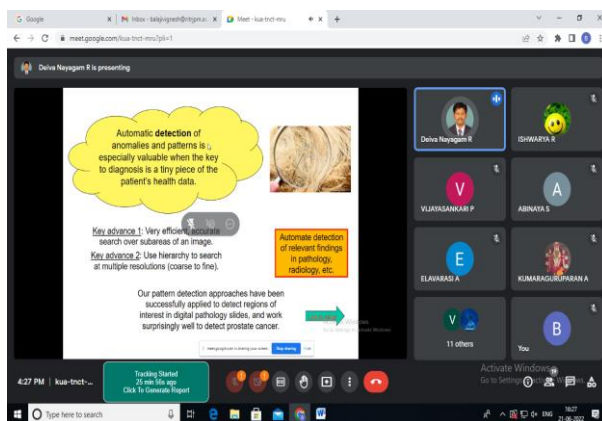 Google
Inbox - balajivignesh@ritrjpm.a
Meet - kua-tnct-mru
meet.google.com/kua-tnct-mru?pli=1
Deiva Nayagam R is presenting
Automatic detection of
anomalies and patterns is
especially valuable when the key
to diagnosis is a tiny piece of the
patient's health data.
Key advance 1: Very efficient, accurate
search over subareas of an image.
Key advance 2: Use hierarchy to search
at multiple resolutions (coarse to fine).
Automate detection
of relevant findings
in pathology,
radiology, etc.
Our pattern detection approaches have been
successfully applied to detect regions of
interest in digital pathology slides, and work
surprisingly well to detect prostate cancer.
Stop sharing
Deiva Nayagam R
ISHWARYA R
V
VIJAYASANKARI P
A
ABINAYA S
E
ELAVARASI A
KUMARAGURUPARAN A
V
11 others
B
You
Activate Windows
4:27 PM | kua-tnct-...
Tracking Started
25 min 56s ago
Click To Generate Report
Type here to search
ENG
16:27
21-06-2022